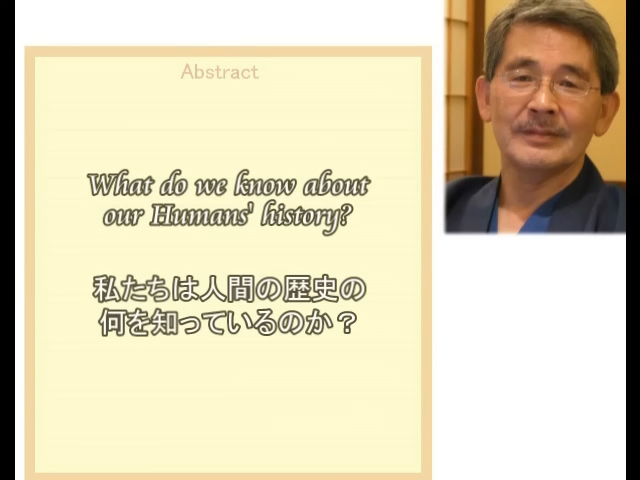 Abstract
What do we know about
our Humans' history?
私たちは人間の歴史の
何を知っているのか？